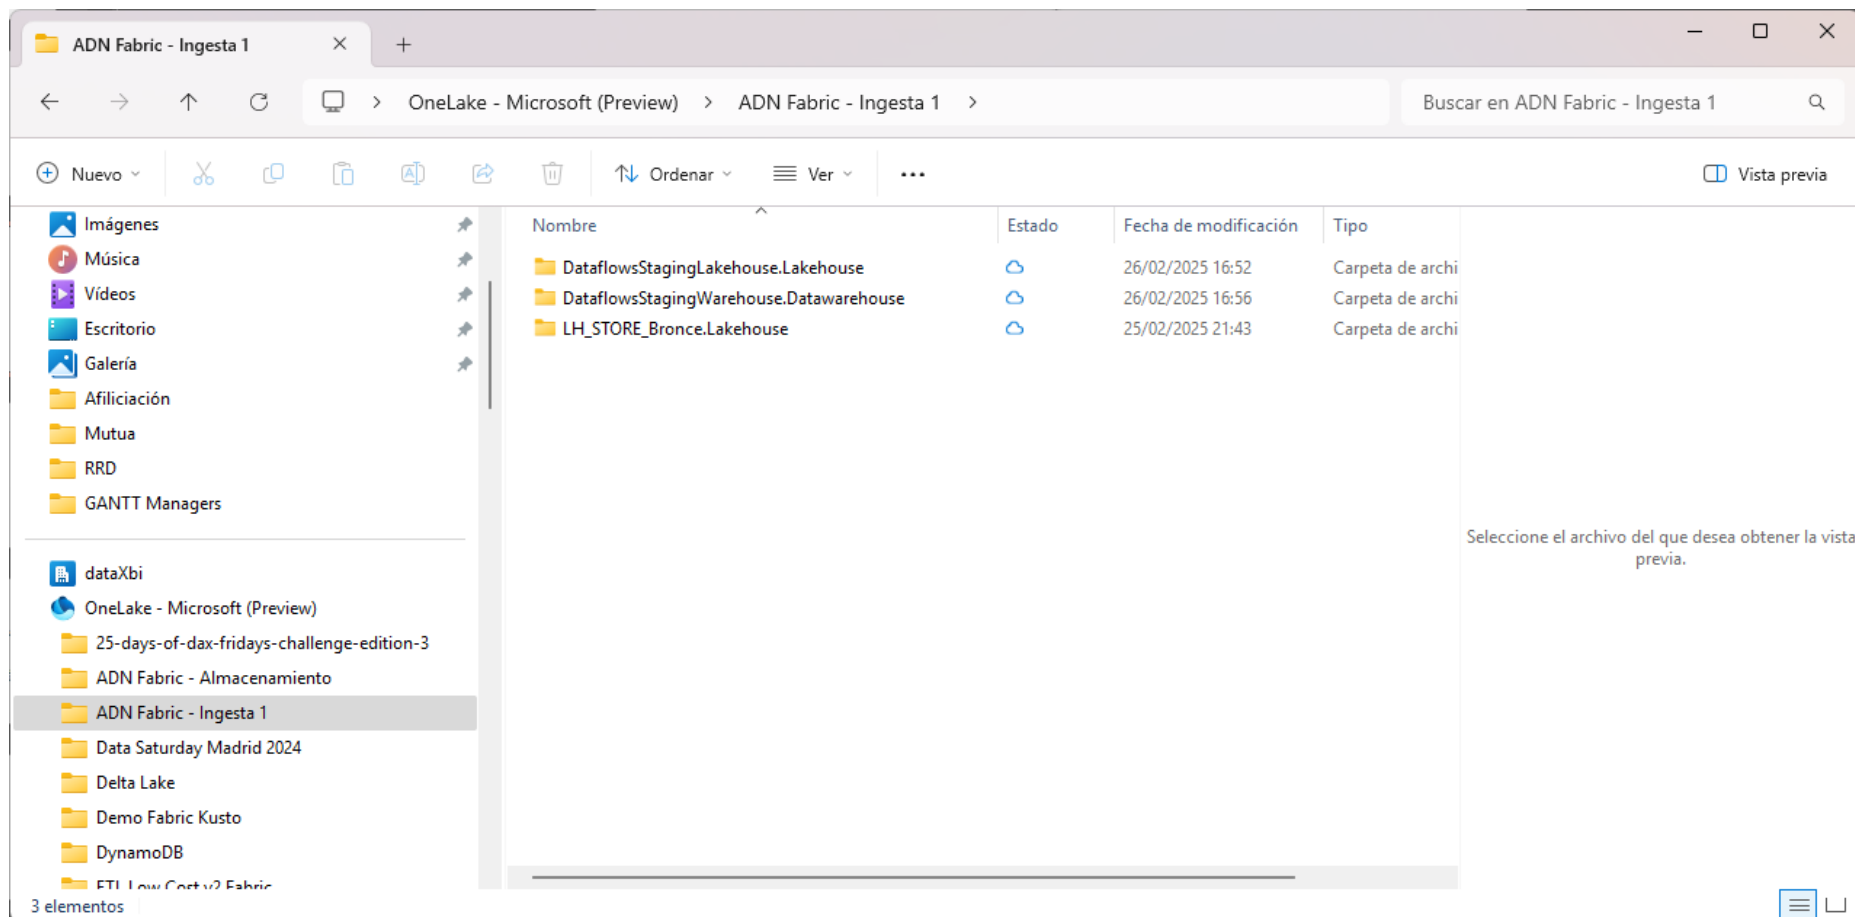 ADN Fabric - Ingesta 1
OneLake - Microsoft (Preview) > ADN Fabric - Ingesta 1 >
Buscar en ADN Fabric - Ingesta 1
Nuevo
Ordenar
Ver
Vista previa
Imágenes
Música
Vídeos
Escritorio
Galería
Afiliciación
Mutua
RRD
GANTT Managers
dataXbi
OneLake - Microsoft (Preview)
25-days-of-dax-fridays-challenge-edition-3
ADN Fabric - Almacenamiento
ADN Fabric - Ingesta 1
Data Saturday Madrid 2024
Delta Lake
Demo Fabric Kusto
DynamoDB
ETL Low Cost v2 Fabric
Nombre Estado Fecha de modificación Tipo
DataflowsStagingLakehouse.Lakehouse 26/02/2025 16:52 Carpeta de archi
DataflowsStagingWarehouse.Datawarehouse 26/02/2025 16:56 Carpeta de archi
LH_STORE_Bronce.Lakehouse 25/02/2025 21:43 Carpeta de archi
Seleccione el archivo del que desea obtener la vista
previa.
3 elementos